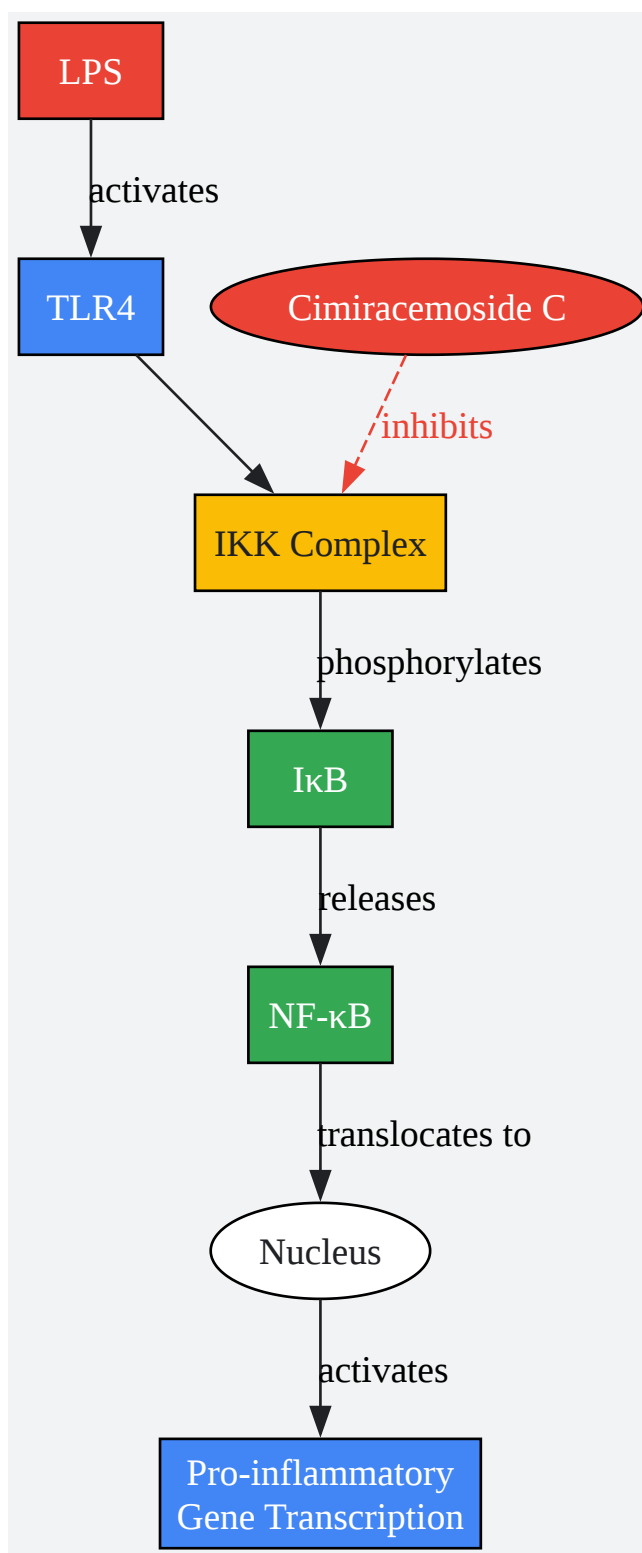 LPS
activates
TLR4
Cimiracemoside C
inhibits
IKK Complex
phosphorylates
IκB
releases
NF-κB
translocates to
Nucleus
activates
Pro-inflammatory
Gene Transcription